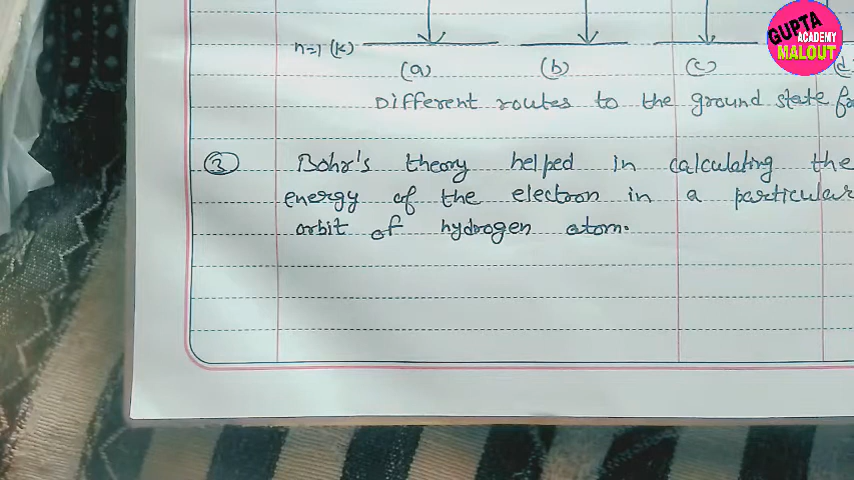 GUPTA
ACADEMY
MALOUT
n=1 (K)
(a) (b) (c) (d
Different routes to the ground state
3 Bohr's theory helped in calculating the
energy of the electron in a particular
orbit of hydrogen atom.